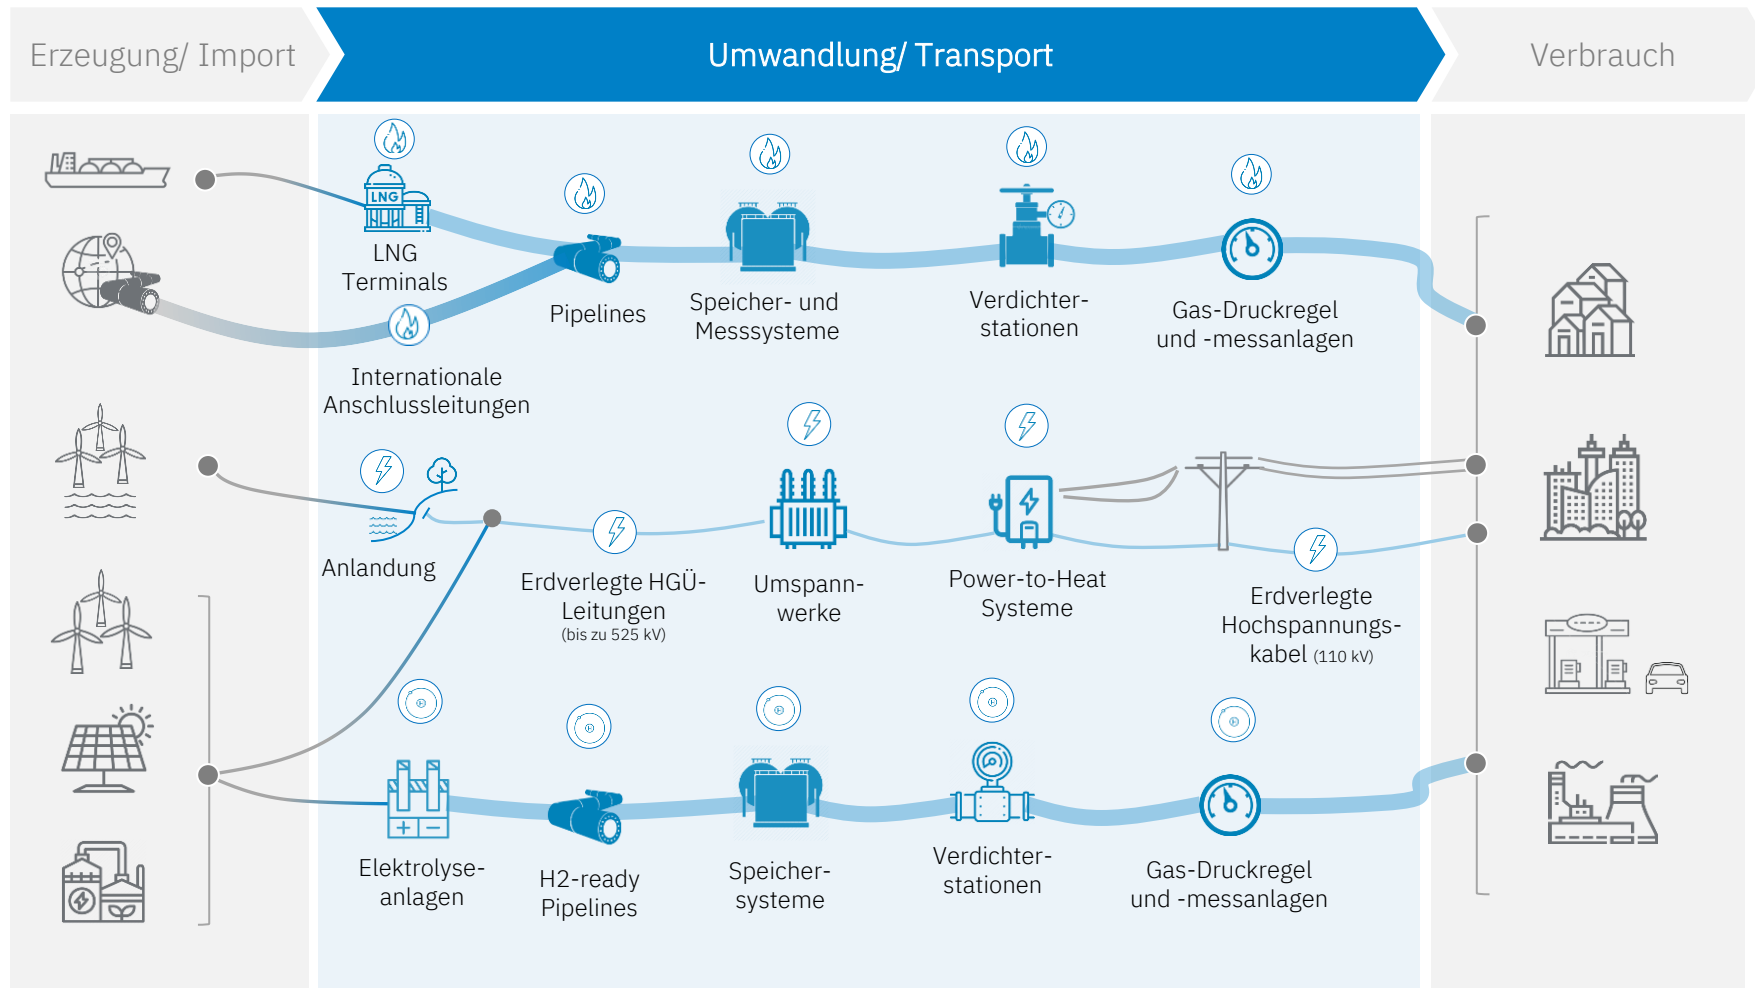 Erzeugung/ Import
Umwandlung/ Transport
Verbrauch
LNG
LNG
Terminals
Pipelines
Speicher- und
Messsysteme
Verdichter-
stationen
Gas-Druckregel
und -messanlagen
Internationale
Anschlussleitungen
Anlandung
Erdverlegte HGÜ-
Leitungen
(bis zu 525 kV)
Umspann-
werke
Power-to-Heat
Systeme
Erdverlegte
Hochspannungs-
kabel (110 kV)
Elektrolyse-
anlagen
H2-ready
Pipelines
Speicher-
systeme
Verdichter-
stationen
Gas-Druckregel
und -messanlagen